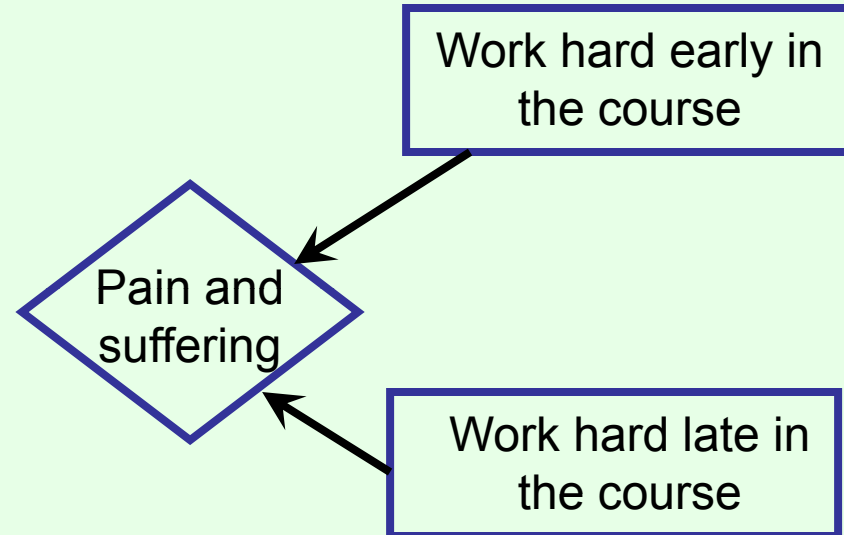 Work hard early in
the course
Pain and
suffering
Work hard late in
the course